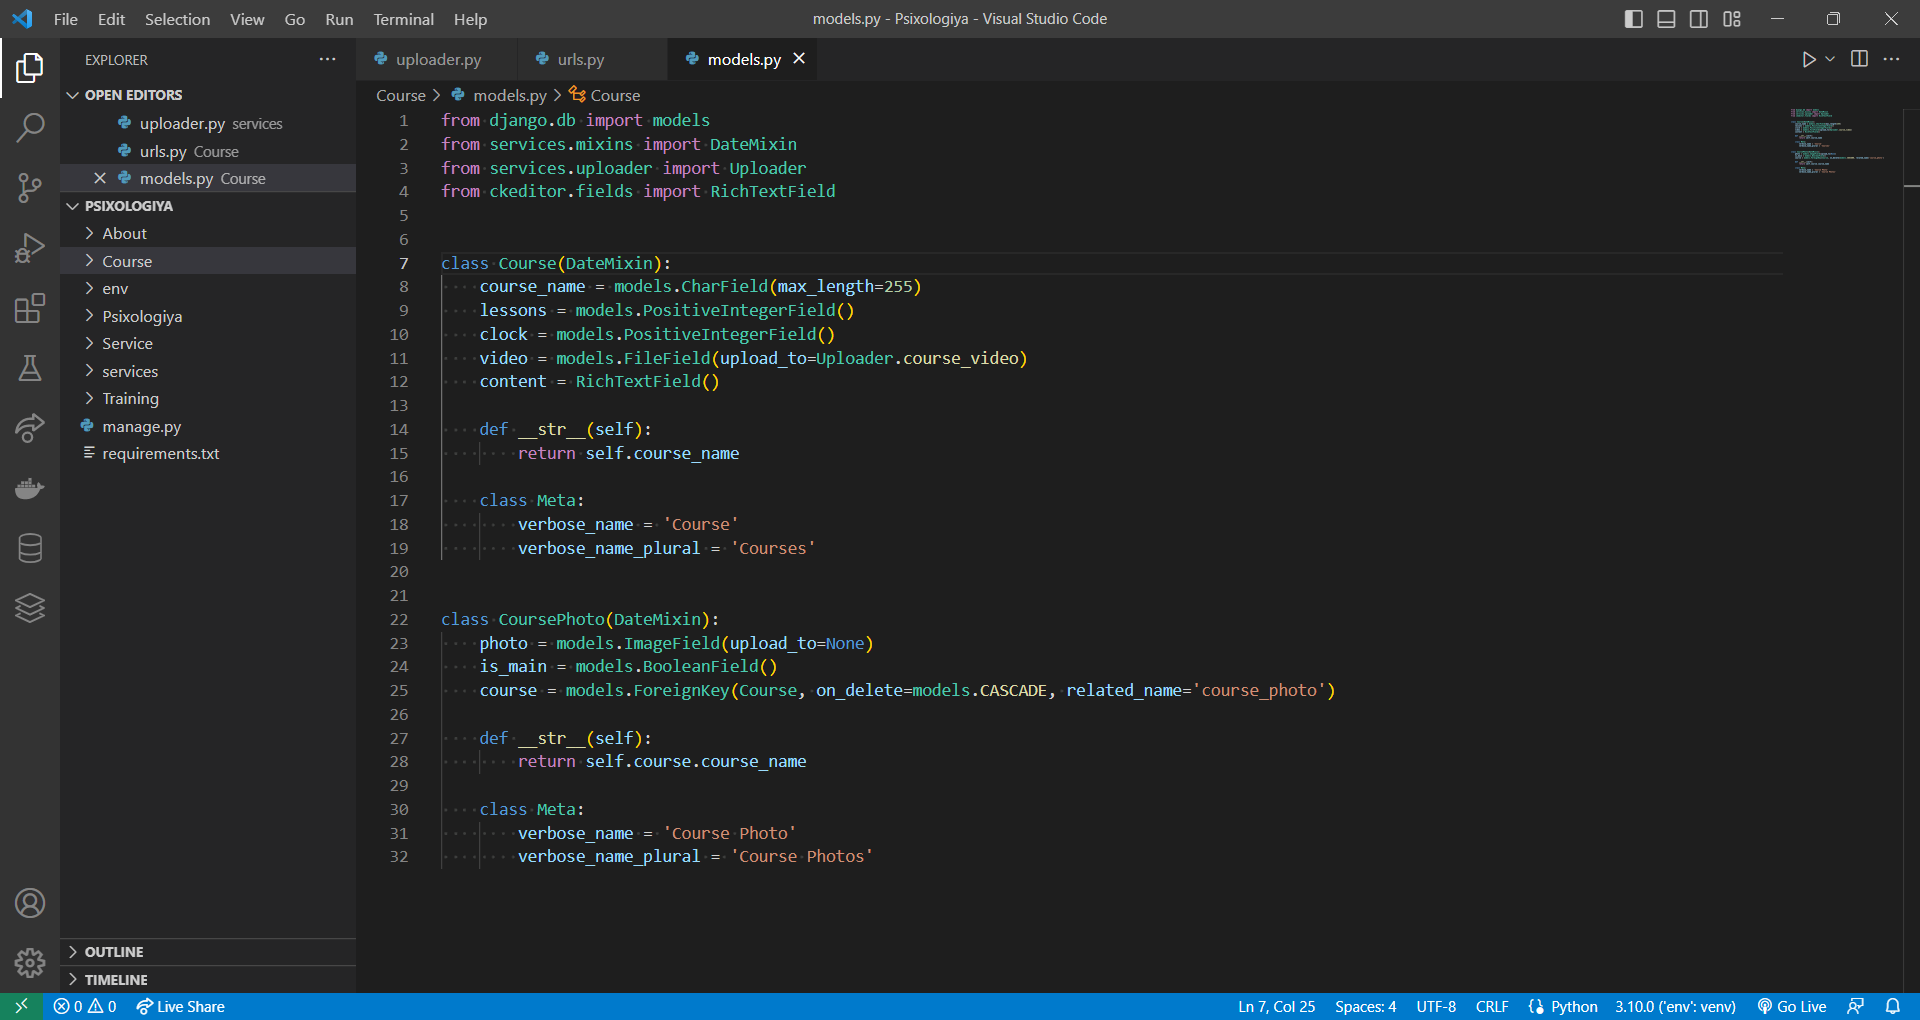 File Edit Selection View Go Run Terminal Help
models.py - Psixologiya - Visual Studio Code
EXPLORER
OPEN EDITORS
uploader.py services
urls.py Course
models.py Course
PSIXOLOGIYA
About
Course
env
Psixologiya
Service
services
Training
manage.py
requirements.txt
OUTLINE
TIMELINE
uploader.py
urls.py
models.py
Course > models.py > Course
1 from django.db import models
2 from services.mixins import DateMixin
3 from services.uploader import Uploader
4 from ckeditor.fields import RichTextField
5
6
7 class Course(DateMixin):
8     course_name = models.CharField(max_length=255)
9     lessons = models.PositiveIntegerField()
10     clock = models.PositiveIntegerField()
11     video = models.FileField(upload_to=Uploader.course_video)
12     content = RichTextField()
13
14     def __str__(self):
15         return self.course_name
16
17     class Meta:
18         verbose_name = 'Course'
19         verbose_name_plural = 'Courses'
20
21
22 class CoursePhoto(DateMixin):
23     photo = models.ImageField(upload_to=None)
24     is_main = models.BooleanField()
25     course = models.ForeignKey(Course, on_delete=models.CASCADE, related_name='course_photo')
26
27     def __str__(self):
28         return self.course.course_name
29
30     class Meta:
31         verbose_name = 'Course Photo'
32         verbose_name_plural = 'Course Photos'
0 0 Live Share
Ln 7, Col 25 Spaces: 4 UTF-8 CRLF Python 3.10.0 ('env': venv) Go Live